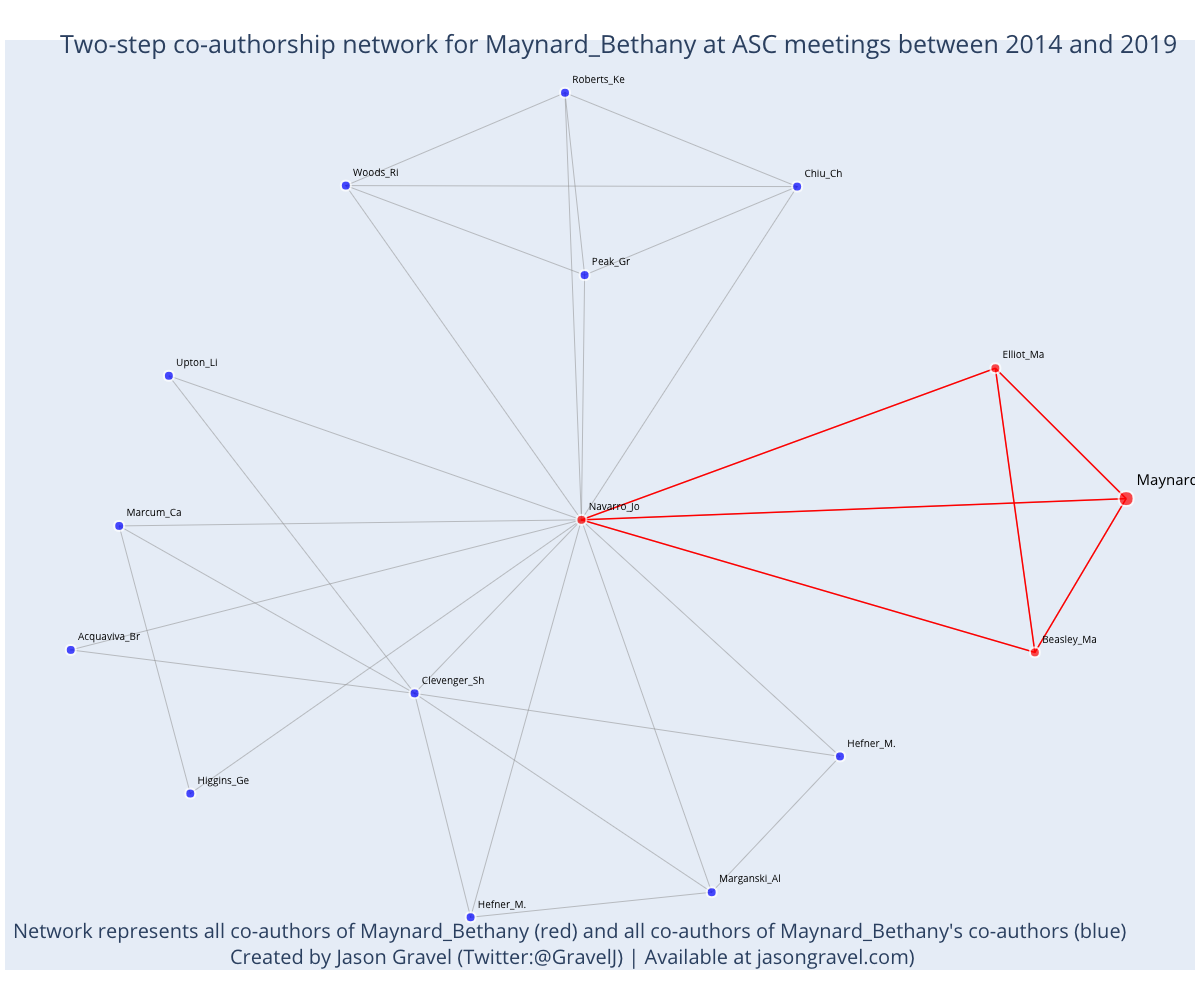 Two-step co-authorship network for Maynard_Bethany at ASC meetings between 2014 and 2019
Roberts_Ke
Woods_Ri
Chiu_Ch
Peak_Gr
Elliot_Ma
Upton_Li
Maynard
Navarro_Jo
Marcum_Ca
Acquaviva_Br
Beasley_Ma
Clevenger_Sh
Hefner_M.
Higgins_Ge
Marganski_Al
Hefner_M.
Network represents all co-authors of Maynard_Bethany (red) and all co-authors of Maynard_Bethany's co-authors (blue)
Created by Jason Gravel (Twitter:@GravelJ) | Available at jasongravel.com)